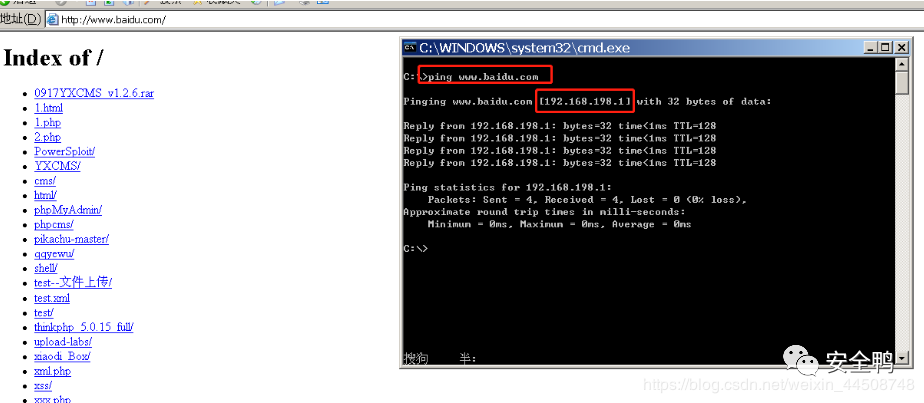 地址(D) http://www.baidu.com/
Index of /
0917YXCMS_v1.2.6.rar
1.html
1.php
2.php
PowerSploit/
YXCMS/
cms/
html/
phpMyAdmin/
phpcms/
pikachu-master/
qqyewu/
shell/
test--文件上传/
test.xml
test/
thinkphp_5.0.15_full/
upload-labs/
xiaodi_Box/
xml.php
xss/
xxx.php
C:\WINDOWS\system32\cmd.exe
C:\>ping www.baidu.com
Pinging www.baidu.com [192.168.198.1] with 32 bytes of data:
Reply from 192.168.198.1: bytes=32 time<1ms TTL=128
Reply from 192.168.198.1: bytes=32 time<1ms TTL=128
Reply from 192.168.198.1: bytes=32 time<1ms TTL=128
Reply from 192.168.198.1: bytes=32 time<1ms TTL=128
Ping statistics for 192.168.198.1:
Packets: Sent = 4, Received = 4, Lost = 0 (0% loss),
Approximate round trip times in milli-seconds:
Minimum = 0ms, Maximum = 0ms, Average = 0ms
C:\>
搜狗 半:
安全鸭
https://blog.csdn.net/weixin_44508748